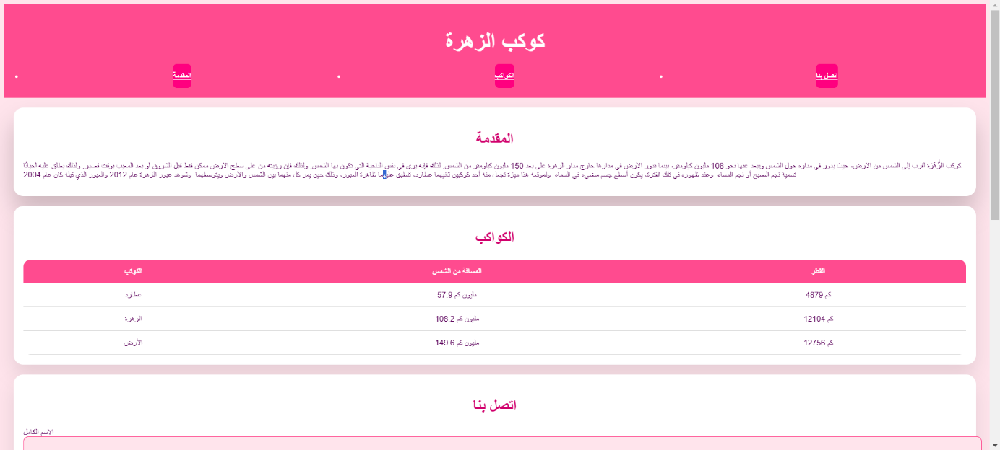 كوكب الزهرة
المقدمة
الكواكب
اتصل بنا
المقدمة
كوكب الزُّهَرَة أقرب إلى الشمس من الأرض، حيث يدور في مداره حول الشمس ويبعد عنها نحو 108 مليون كيلومتر، بينما تدور الأرض في مدارها خارج مدار الزهرة على بعد 150 مليون كيلومتر من الشمس. لذلك فإنه يرى في نفس الناحية التي تكون بها الشمس. ولذلك فإن رؤيته من على سطح الأرض ممكن فقط قبل الشروق أو بعد المغيب بوقت قصير. ولذلك يطلق عليه أحيانًا
تسمية نجم الصبح أو نجم المساء. وعند ظهوره في تلك الفترة، يكون أسطع جسم مضيء في السماء. ولموقعه هذا ميزة تجعل منه أحد كوكبين ثانيهما عطارد، تنطبق عليهما ظاهرة العبور، وذلك حين يمر كل منهما بين الشمس والأرض ويتوسطهما. وشوهد عبور الزهرة عام 2012 والعبور الذي قبله كان عام 2004.
الكواكب
الكوكب المسافة من الشمس القطر
عطارد 57.9 مليون كم 4879 كم
الزهرة 108.2 مليون كم 12104 كم
الأرض 149.6 مليون كم 12756 كم
اتصل بنا
الاسم الكامل